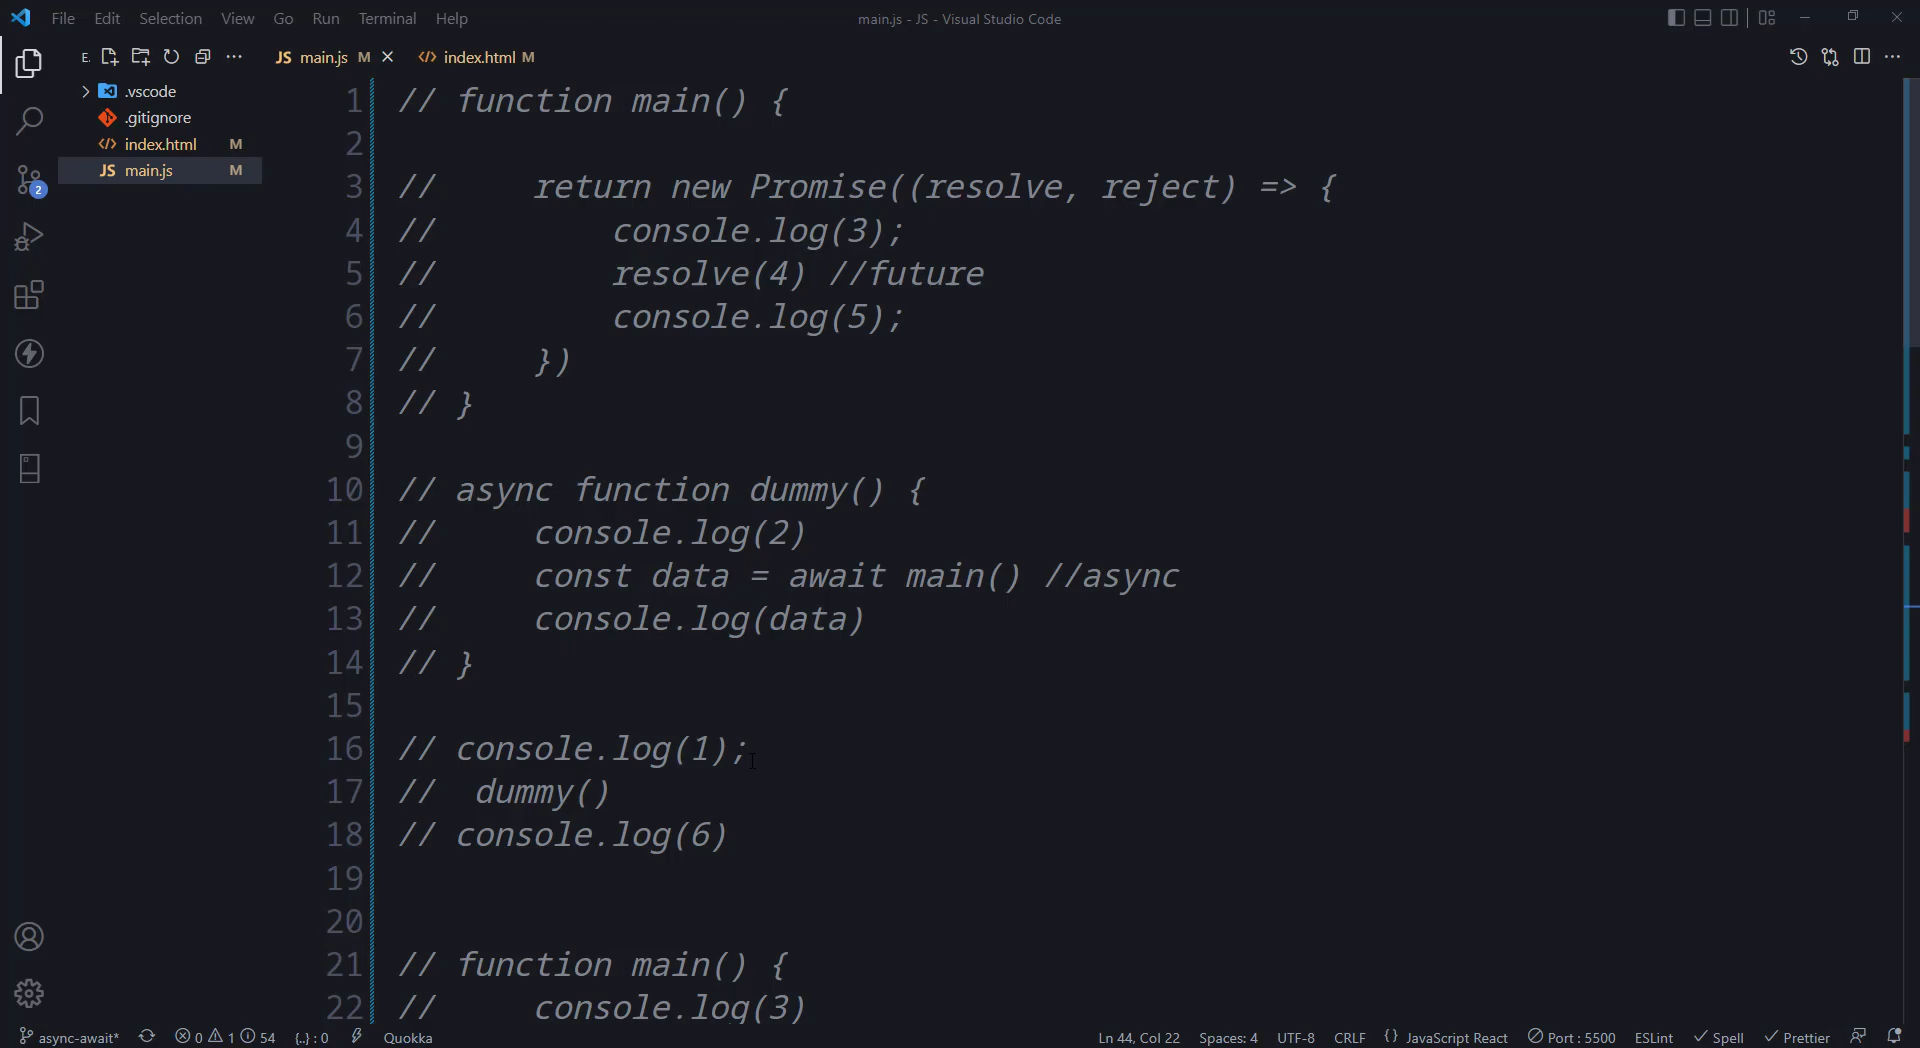 File Edit Selection View Go Run Terminal Help
main.js - JS - Visual Studio Code
E.
JS main.js M
index.html M
.vscode
.gitignore
index.html M
JS main.js M
2
1 // function main() {
2
3 //     return new Promise((resolve, reject) => {
4 //         console.log(3);
5 //         resolve(4) //future
6 //         console.log(5);
7 //     })
8 // }
9
10 // async function dummy() {
11 //     console.log(2)
12 //     const data = await main() //async
13 //     console.log(data)
14 // }
15
16 // console.log(1);
17 //  dummy()
18 // console.log(6)
19
20
21 // function main() {
22 //     console.log(3)
async-await* 0 1 54 {..} : 0 Quokka Ln 44, Col 22 Spaces: 4 UTF-8 CRLF {} JavaScript React Port : 5500 ESLint Spell Prettier